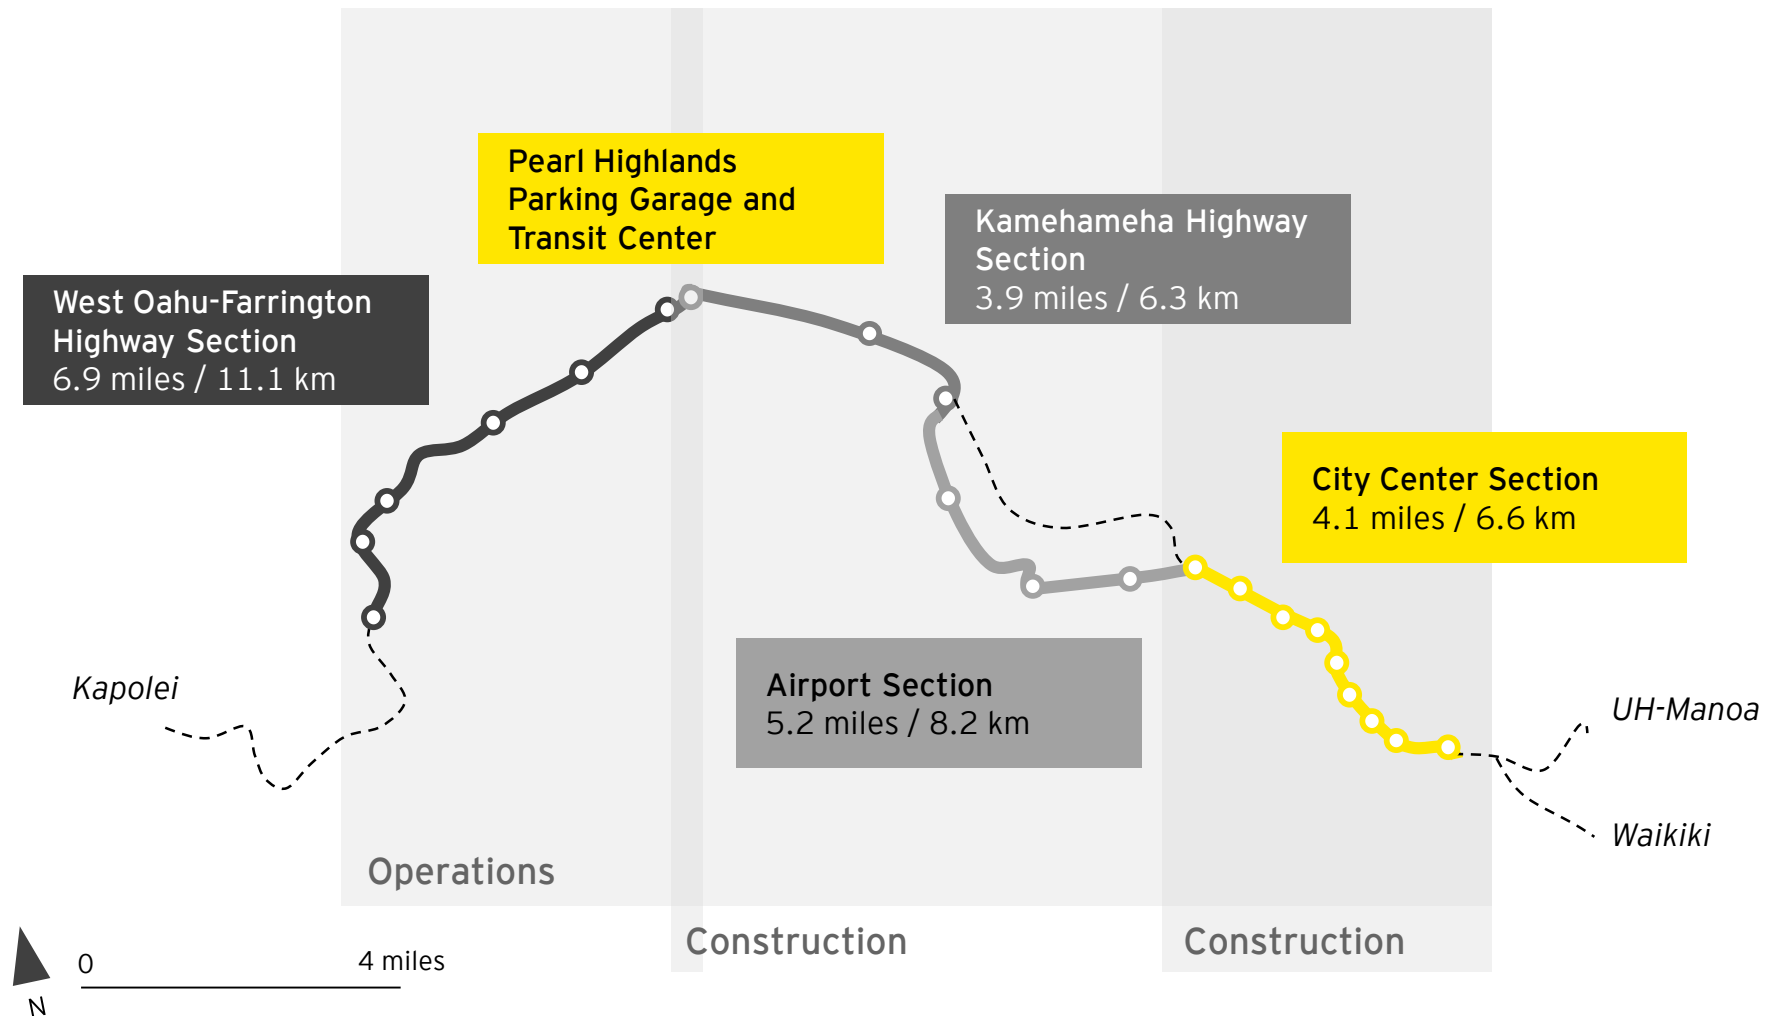 Pearl Highlands
Parking Garage and
Transit Center
Kamehameha Highway
Section
3.9 miles / 6.3 km
West Oahu-Farrington
Highway Section
6.9 miles / 11.1 km
City Center Section
4.1 miles / 6.6 km
Airport Section
5.2 miles / 8.2 km
Kapolei
UH-Manoa
Waikiki
Operations
Construction
Construction
0
4 miles
N